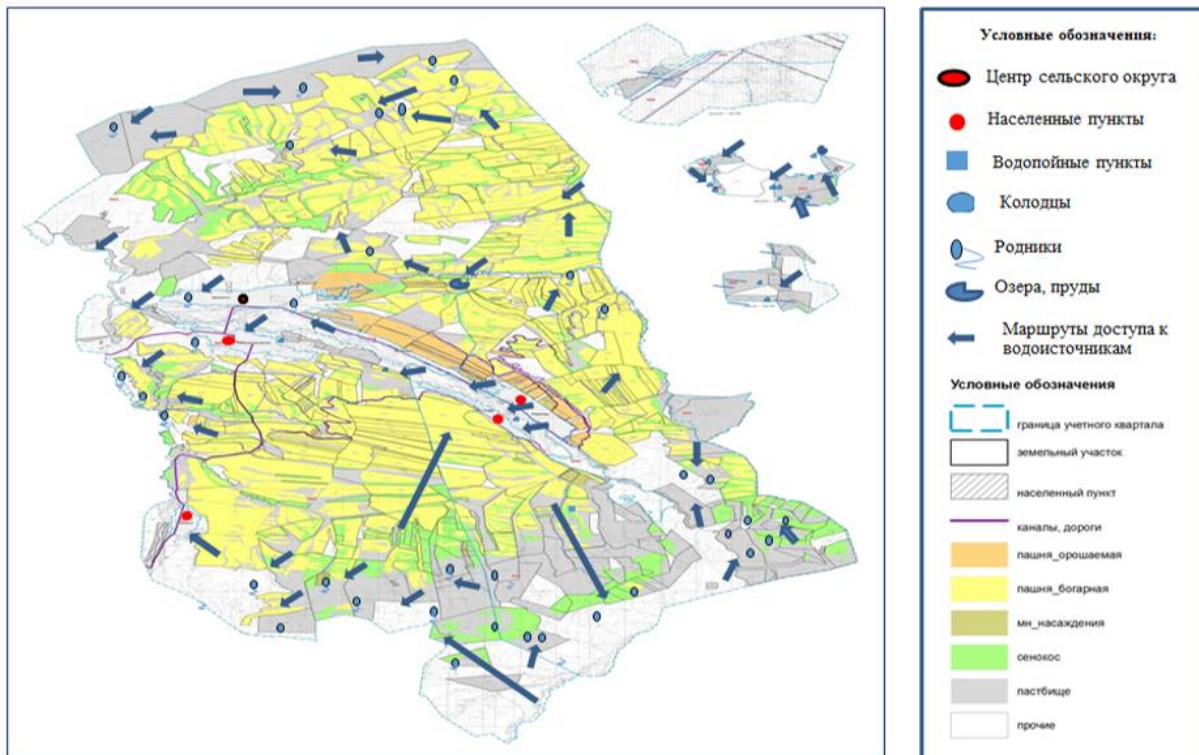 Условные обозначения:
Центр сельского округа
Населенные пункты
Водопойные пункты
Колодцы
Родники
Озера, пруды
Маршруты доступа к
водоисточникам
Условные обозначения
граница учетного квартала
земельный участок
населенный пункт
каналы, дороги
пашня_орошаемая
пашня_богарная
мн_насаждения
сенокос
пастбище
прочие